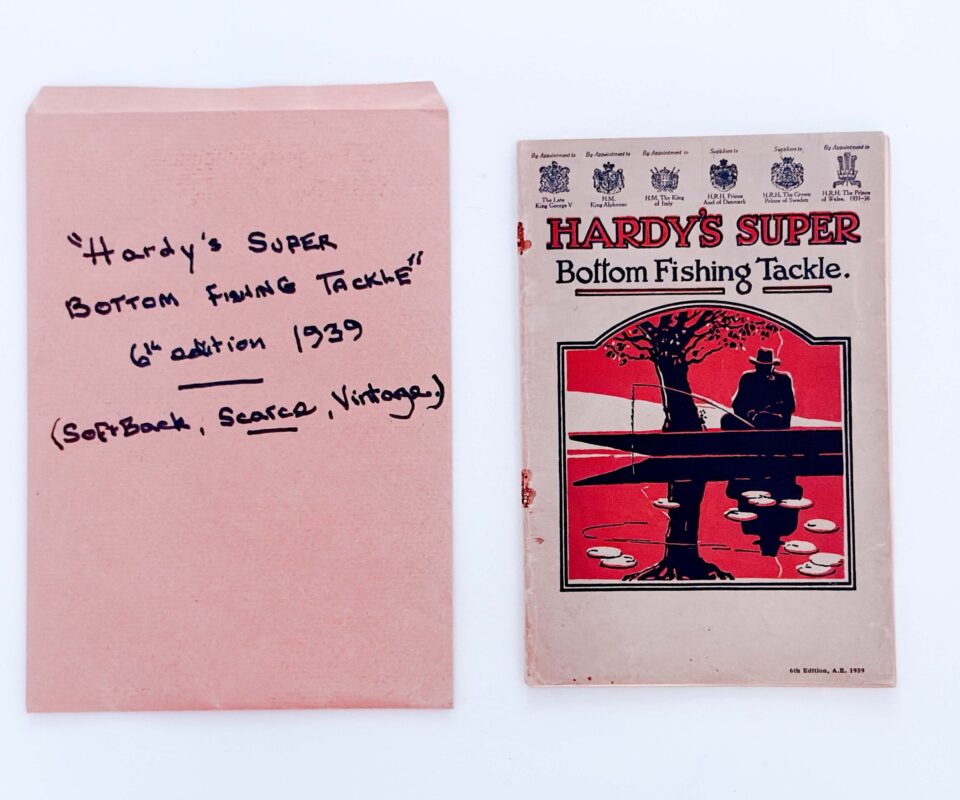 "Hardy's SUPER
BOTTOM FISHING TACKLE"
6th edition 1939
(SoftBack, Scarce, Vintage.)
By Appointment to
The Late
King George V
By Appointment to
H.M.
King Alphonso
By Appointment to
H.M. The King
of Italy
Suppliers to
H.R.H. Prince
Axel of Denmark
Suppliers to
H.R.H. The Crown
Prince of Sweden
By Appointment to
H.R.H. The Prince
of Wales. 1931-36
HARDY'S SUPER
Bottom Fishing Tackle.
6th Edition, A.E. 1939